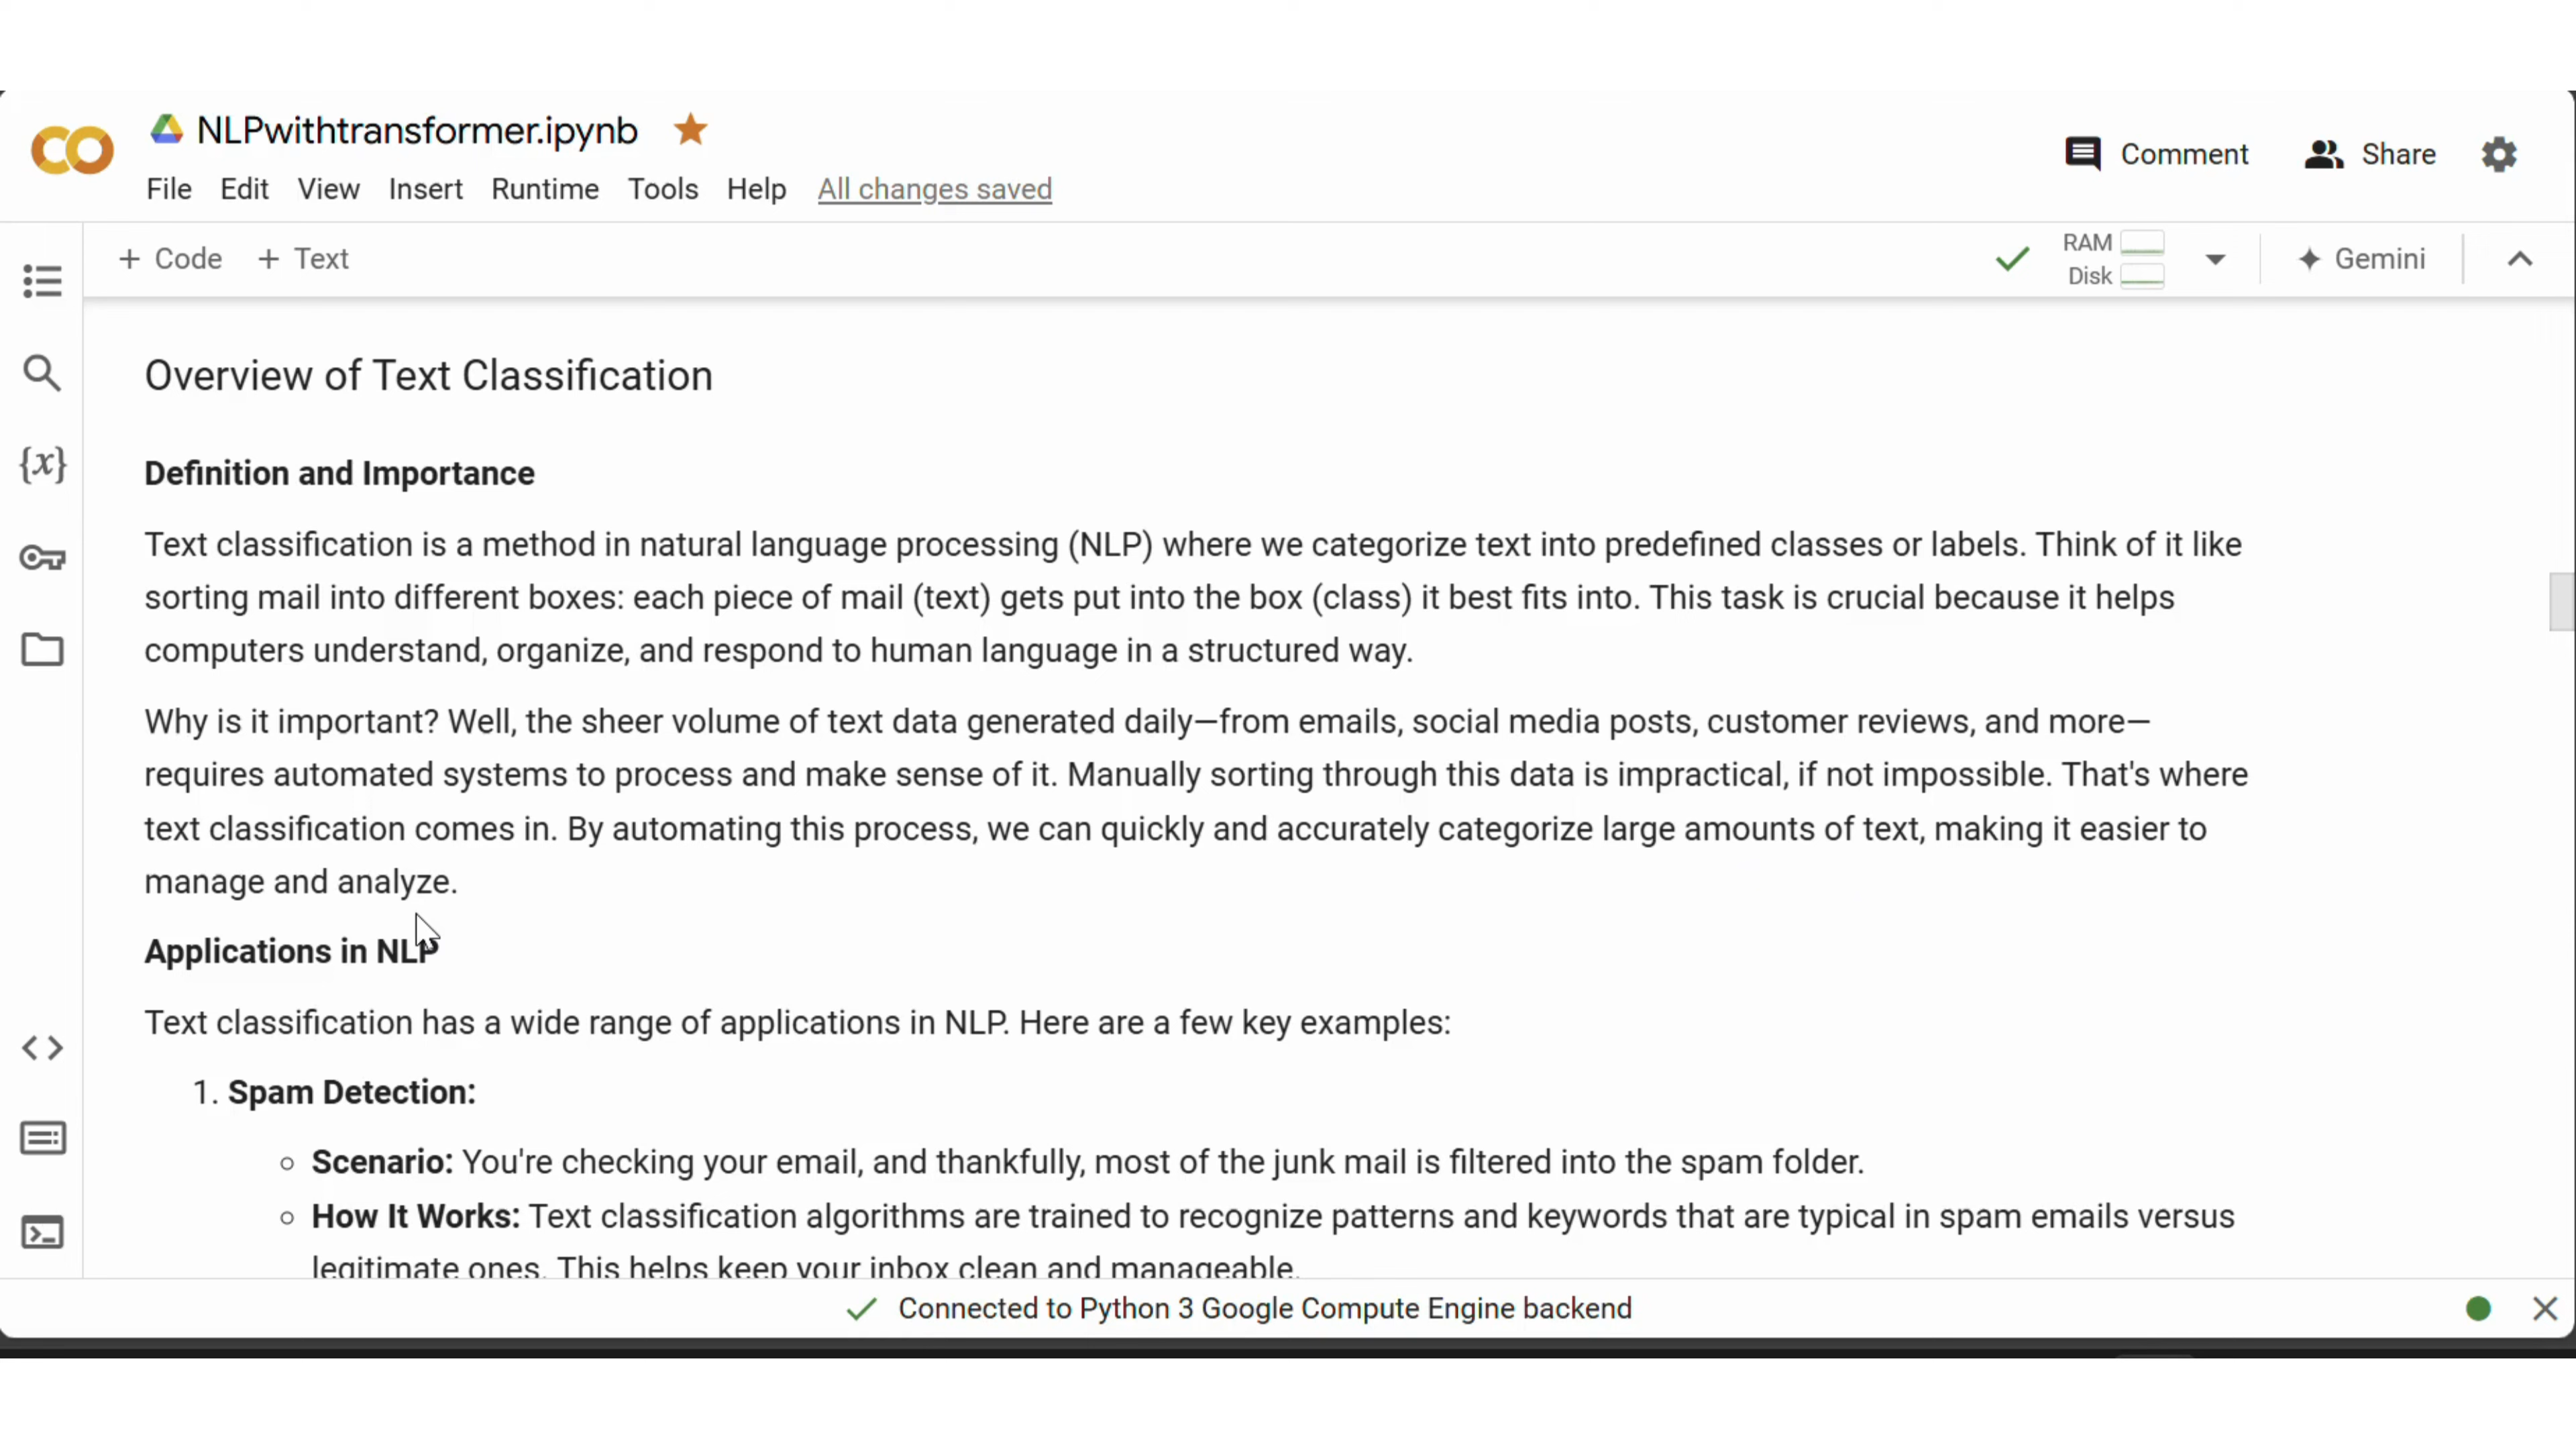 NLPwithtransformer.ipynb
File Edit View Insert Runtime Tools Help All changes saved
Comment Share
+ Code + Text
RAM
Disk
Gemini
Overview of Text Classification
Definition and Importance
Text classification is a method in natural language processing (NLP) where we categorize text into predefined classes or labels. Think of it like
sorting mail into different boxes: each piece of mail (text) gets put into the box (class) it best fits into. This task is crucial because it helps
computers understand, organize, and respond to human language in a structured way.
Why is it important? Well, the sheer volume of text data generated daily—from emails, social media posts, customer reviews, and more—
requires automated systems to process and make sense of it. Manually sorting through this data is impractical, if not impossible. That's where
text classification comes in. By automating this process, we can quickly and accurately categorize large amounts of text, making it easier to
manage and analyze.
Applications in NLP
Text classification has a wide range of applications in NLP. Here are a few key examples:
1. Spam Detection:
○ Scenario: You're checking your email, and thankfully, most of the junk mail is filtered into the spam folder.
○ How It Works: Text classification algorithms are trained to recognize patterns and keywords that are typical in spam emails versus
legitimate ones. This helps keep your inbox clean and manageable.
Connected to Python 3 Google Compute Engine backend